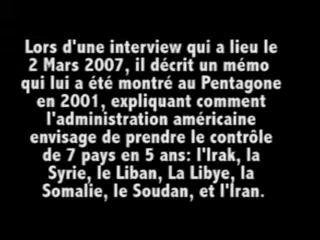 Lors d'une interview qui a lieu le
2 Mars 2007, il décrit un mémo
qui lui a été montré au Pentagone
en 2001, expliquant comment
l'administration américaine
envisage de prendre le contrôle
de 7 pays en 5 ans: l'Irak, la
Syrie, le Liban, La Libye, la
Somalie, le Soudan, et l'Iran.